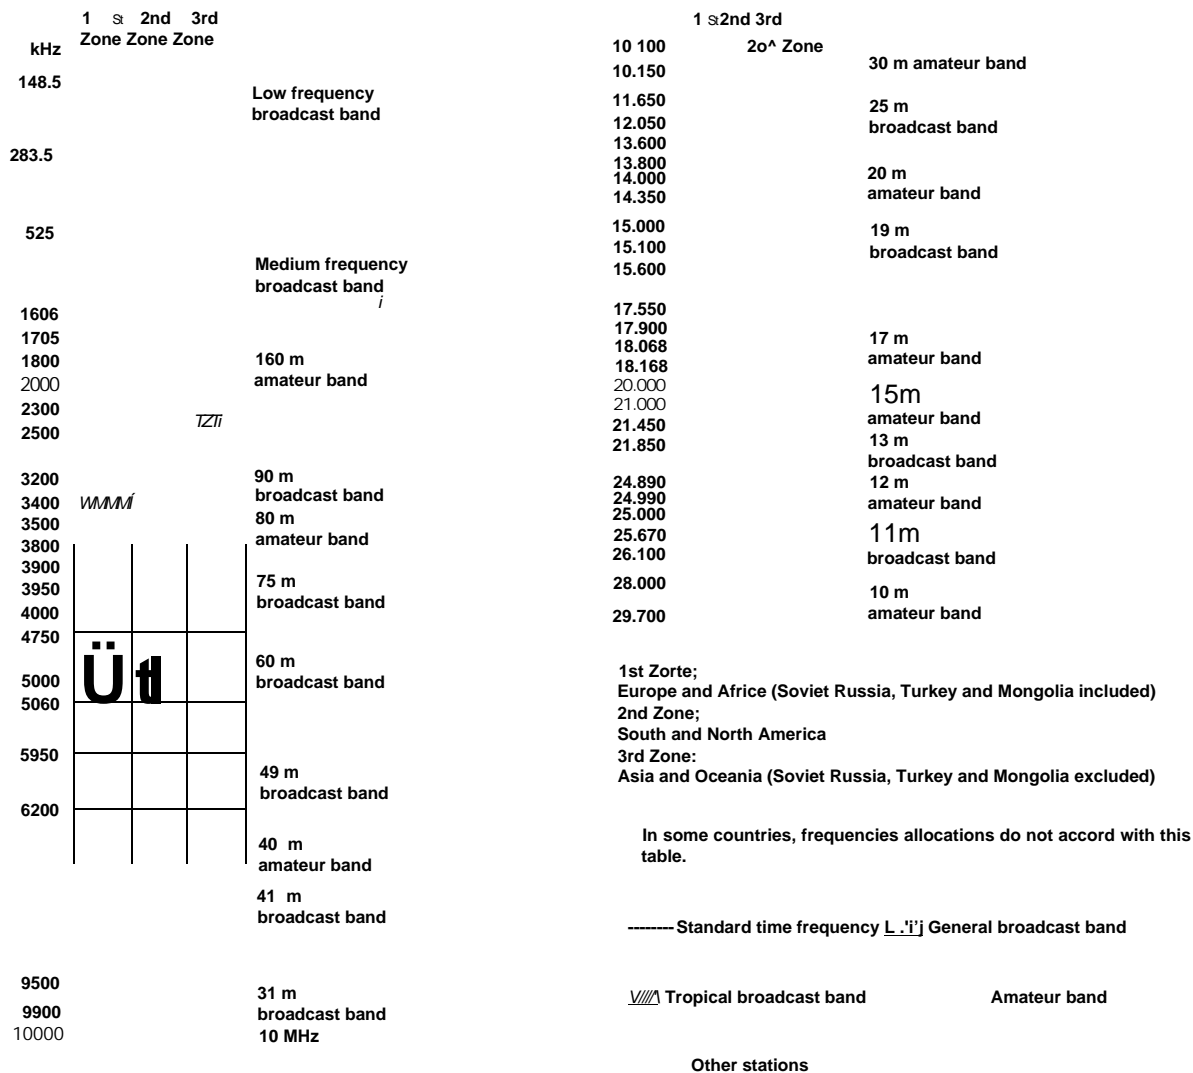 1 St 2nd 3rd
Zone Zone Zone
kHz
148.5
Low frequency
broadcast band
283.5
525
Medium frequency
broadcast band
i
1606
1705
1800
160 m
amateur band
2000
2300
2500
3200
90 m
broadcast band
3400
3500
80 m
amateur band
3800
3900
3950
75 m
broadcast band
4000
4750
5000
60 m
broadcast band
5060
5950
49 m
broadcast band
6200
40 m
amateur band
41 m
broadcast band
9500
31 m
broadcast band
9900
10000
10 MHz
1 St 2nd 3rd
10 100
2o^ Zone
10.150
30 m amateur band
11.650
25 m
broadcast band
12.050
13.600
13.800
14.000
20 m
amateur band
14.350
15.000
19 m
broadcast band
15.100
15.600
17.550
17.900
18.068
17 m
amateur band
18.168
20.000
21.000
15m
amateur band
21.450
21.850
13 m
broadcast band
24.890
12 m
amateur band
24.990
25.000
25.670
11m
broadcast band
26.100
28.000
10 m
amateur band
29.700
1st Zorte;
Europe and Africe (Soviet Russia, Turkey and Mongolia included)
2nd Zone;
South and North America
3rd Zone:
Asia and Oceania (Soviet Russia, Turkey and Mongolia excluded)
In some countries, frequencies allocations do not accord with this
table.
--------Standard time frequency L .'i'j General broadcast band
Tropical broadcast band Amateur band
Other stations